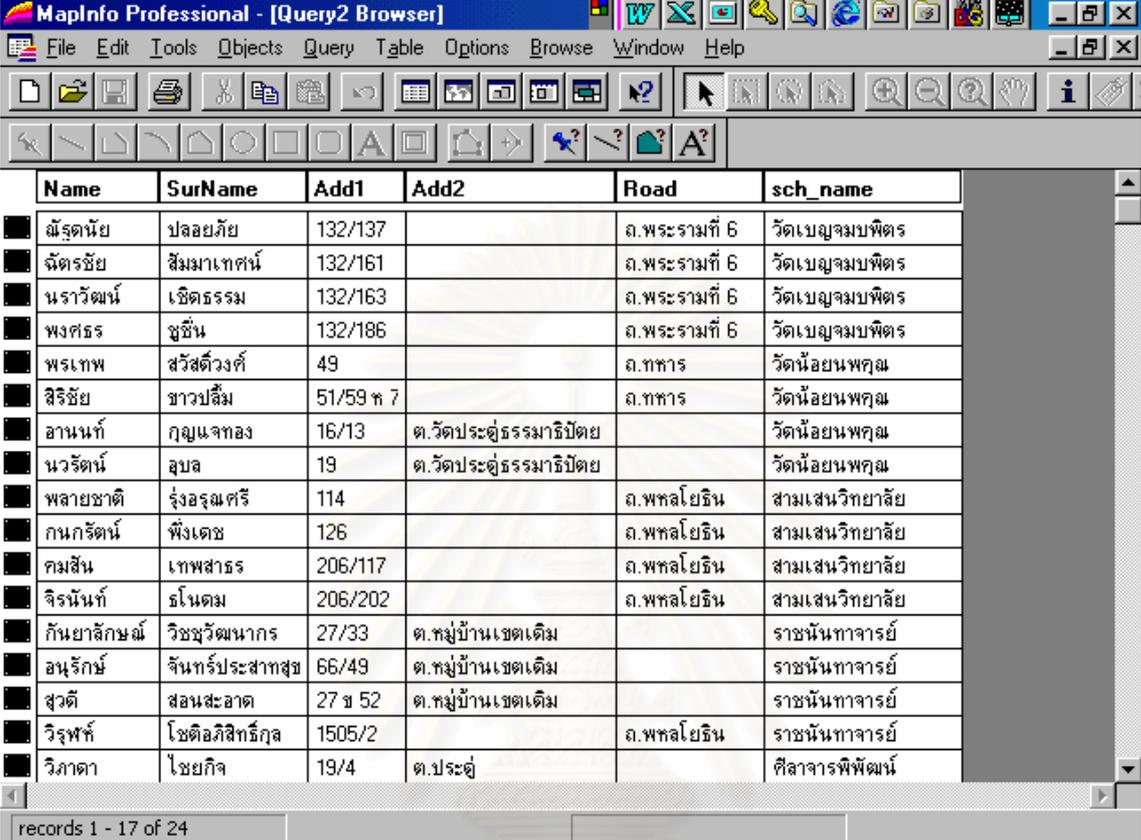 MapInfo Professional - [Query2 Browser]
File Edit Tools Objects Query Table Options Browse Window Help
Name SurName Add1 Add2 Road sch_name
ณัฐดนัย ปลอยภัย 132/137 ถ.พระรามที่ 6 วัดเบญจมบพิตร
ฉัตรชัย สัมมาเทศน์ 132/161 ถ.พระรามที่ 6 วัดเบญจมบพิตร
นราวัฒน์ เชิดธรรม 132/163 ถ.พระรามที่ 6 วัดเบญจมบพิตร
พงศธร ชูชื่น 132/186 ถ.พระรามที่ 6 วัดเบญจมบพิตร
พรเทพ สวัสดิ์วงค์ 49 ถ.ทหาร วัดน้อยนพคุณ
สิริชัย ขาวปลื้ม 51/59 ห 7 ถ.ทหาร วัดน้อยนพคุณ
อานนท์ กุญแจทอง 16/13 ต.วัดประตู่ธรรมาธิปัตย วัดน้อยนพคุณ
นวรัตน์ อุบล 19 ต.วัดประตู่ธรรมาธิปัตย วัดน้อยนพคุณ
พลายชาติ รุ่งอรุณศรี 114 ถ.พหลโยธิน สามเสนวิทยาลัย
กนกรัตน์ พึ่งเดช 126 ถ.พหลโยธิน สามเสนวิทยาลัย
คมสัน เทพสาธร 206/117 ถ.พหลโยธิน สามเสนวิทยาลัย
จิรนันท์ ธโนดม 206/202 ถ.พหลโยธิน สามเสนวิทยาลัย
กันยาลักษณ์ วิชชุวัฒนากร 27/33 ต.หมู่บ้านเขตเดิม ราชนันทาจารย์
อนุรักษ์ จันทร์ประสาทสุข 66/49 ต.หมู่บ้านเขตเดิม ราชนันทาจารย์
สุวดี สอนสะอาด 27 ข 52 ต.หมู่บ้านเขตเดิม ราชนันทาจารย์
วิรุฬห์ โชติอภิสิทธิ์กุล 1505/2 ถ.พหลโยธิน ราชนันทาจารย์
วิภาดา ไชยกิจ 19/4 ต.ประตู่ ศีลาจารพิพัฒน์
records 1 - 17 of 24